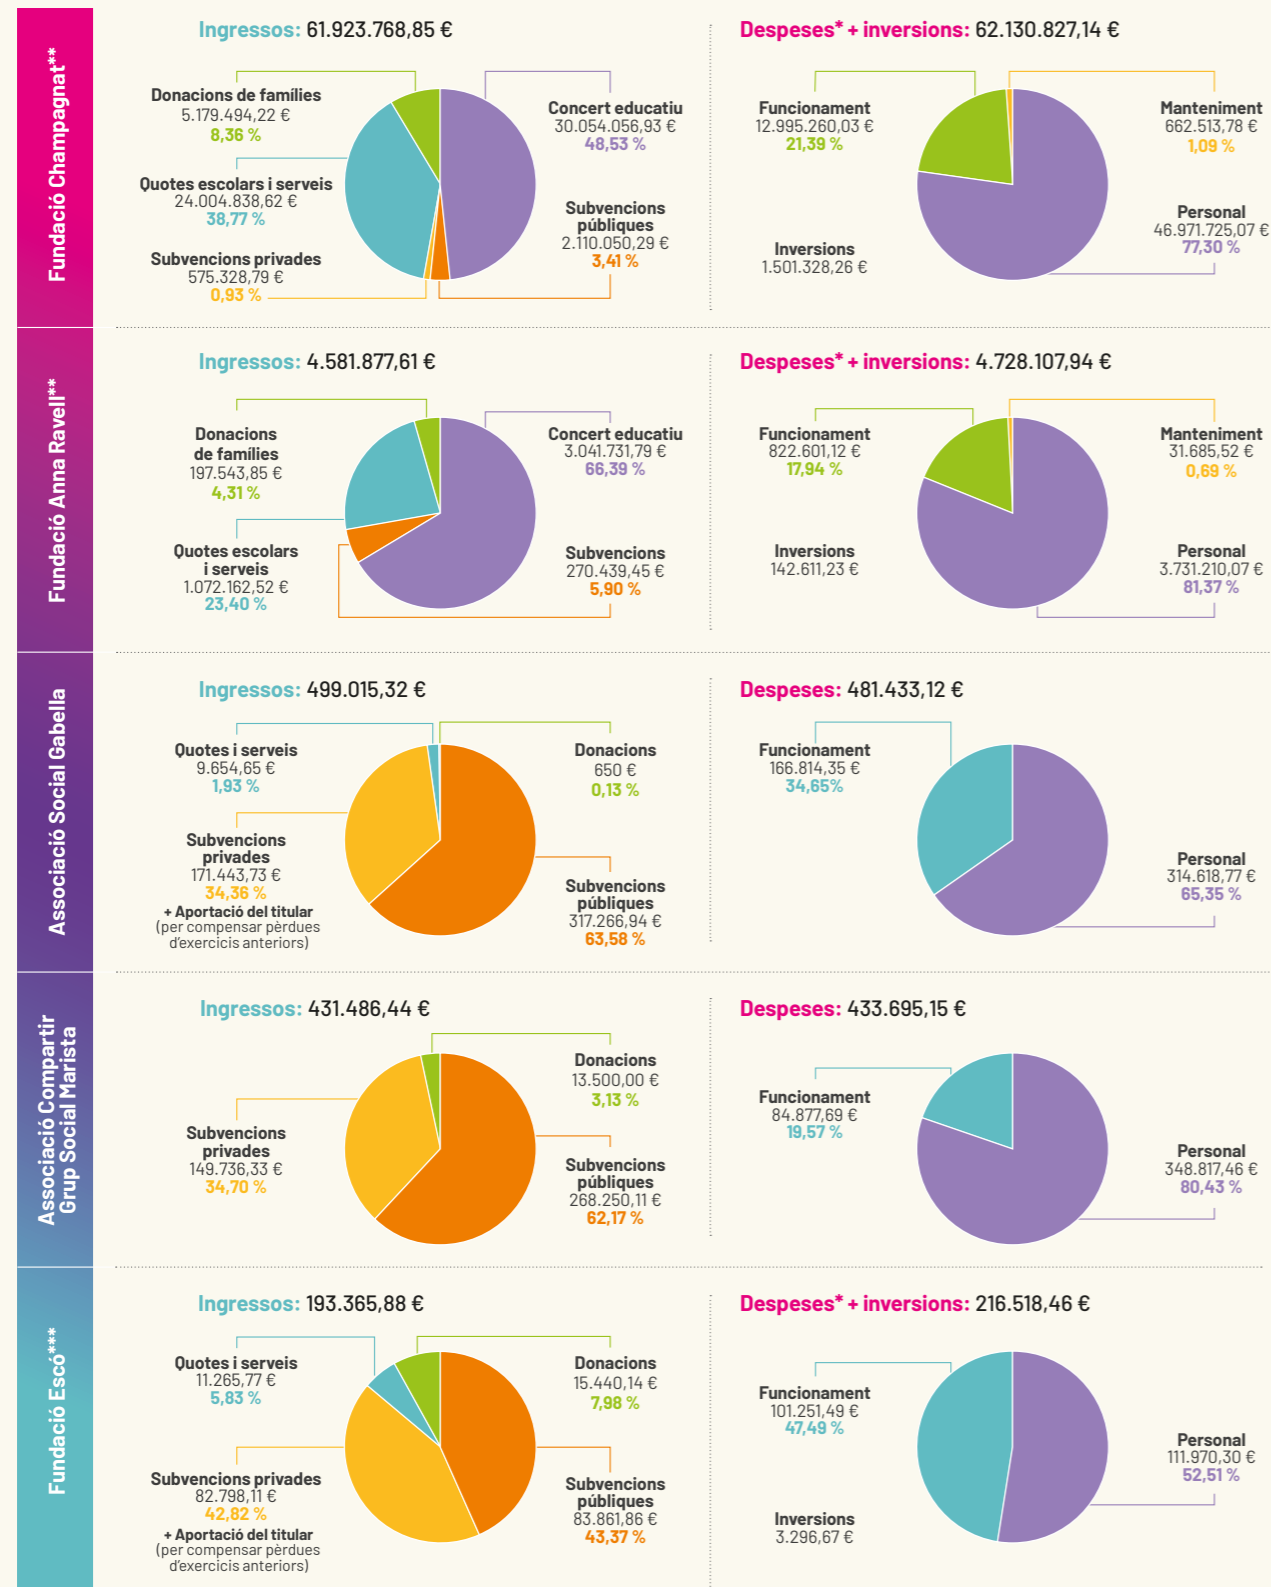 Fundació Champagnat**
Ingressos: 61.923.768,85 €
Donacions de famílies
5.179.494,22 €
8,36 %
Quotes escolars i serveis
24.004.838,62 €
38,77 %
Subvencions privades
575.328,79 €
0,93 %
Concert educatiu
30.054.056,93 €
48,53 %
Subvencions
públiques
2.110.050,29 €
3,41 %
Despeses* + inversions: 62.130.827,14 €
Funcionament
12.995.260,03 €
21,39 %
Inversions
1.501.328,26 €
Manteniment
662.513,78 €
1,09 %
Personal
46.971.725,07 €
77,30 %
Fundació Anna Ravell**
Ingressos: 4.581.877,61 €
Donacions
de famílies
197.543,85 €
4,31 %
Quotes escolars
i serveis
1.072.162,52 €
23,40 %
Concert educatiu
3.041.731,79 €
66,39 %
Subvencions
270.439,45 €
5,90 %
Despeses* + inversions: 4.728.107,94 €
Funcionament
822.601,12 €
17,94 %
Inversions
142.611,23 €
Manteniment
31.685,52 €
0,69 %
Personal
3.731.210,07 €
81,37 %
Associació Social Gabella
Ingressos: 499.015,32 €
Quotes i serveis
9.654,65 €
1,93 %
Subvencions
privades
171.443,73 €
34,36 %
+ Aportació del titular
(per compensar pèrdues
d'exercicis anteriors)
Donacions
650 €
0,13 %
Subvencions
públiques
317.266,94 €
63,58 %
Despeses: 481.433,12 €
Funcionament
166.814,35 €
34,65%
Personal
314.618,77 €
65,35 %
Associació Compartir
Grup Social Marista
Ingressos: 431.486,44 €
Subvencions
privades
149.736,33 €
34,70 %
Donacions
13.500,00 €
3,13 %
Subvencions
públiques
268.250,11 €
62,17 %
Despeses: 433.695,15 €
Funcionament
84.877,69 €
19,57 %
Personal
348.817,46 €
80,43 %
Fundació Escó***
Ingressos: 193.365,88 €
Quotes i serveis
11.265,77 €
5,83 %
Subvencions privades
82.798,11 €
42,82 %
+ Aportació del titular
(per compensar pèrdues
d'exercicis anteriors)
Donacions
15.440,14 €
7,98 %
Subvencions
públiques
83.861,86 €
43,37 %
Despeses* + inversions: 216.518,46 €
Funcionament
101.251,49 €
47,49 %
Inversions
3.296,67 €
Personal
111.970,30 €
52,51 %